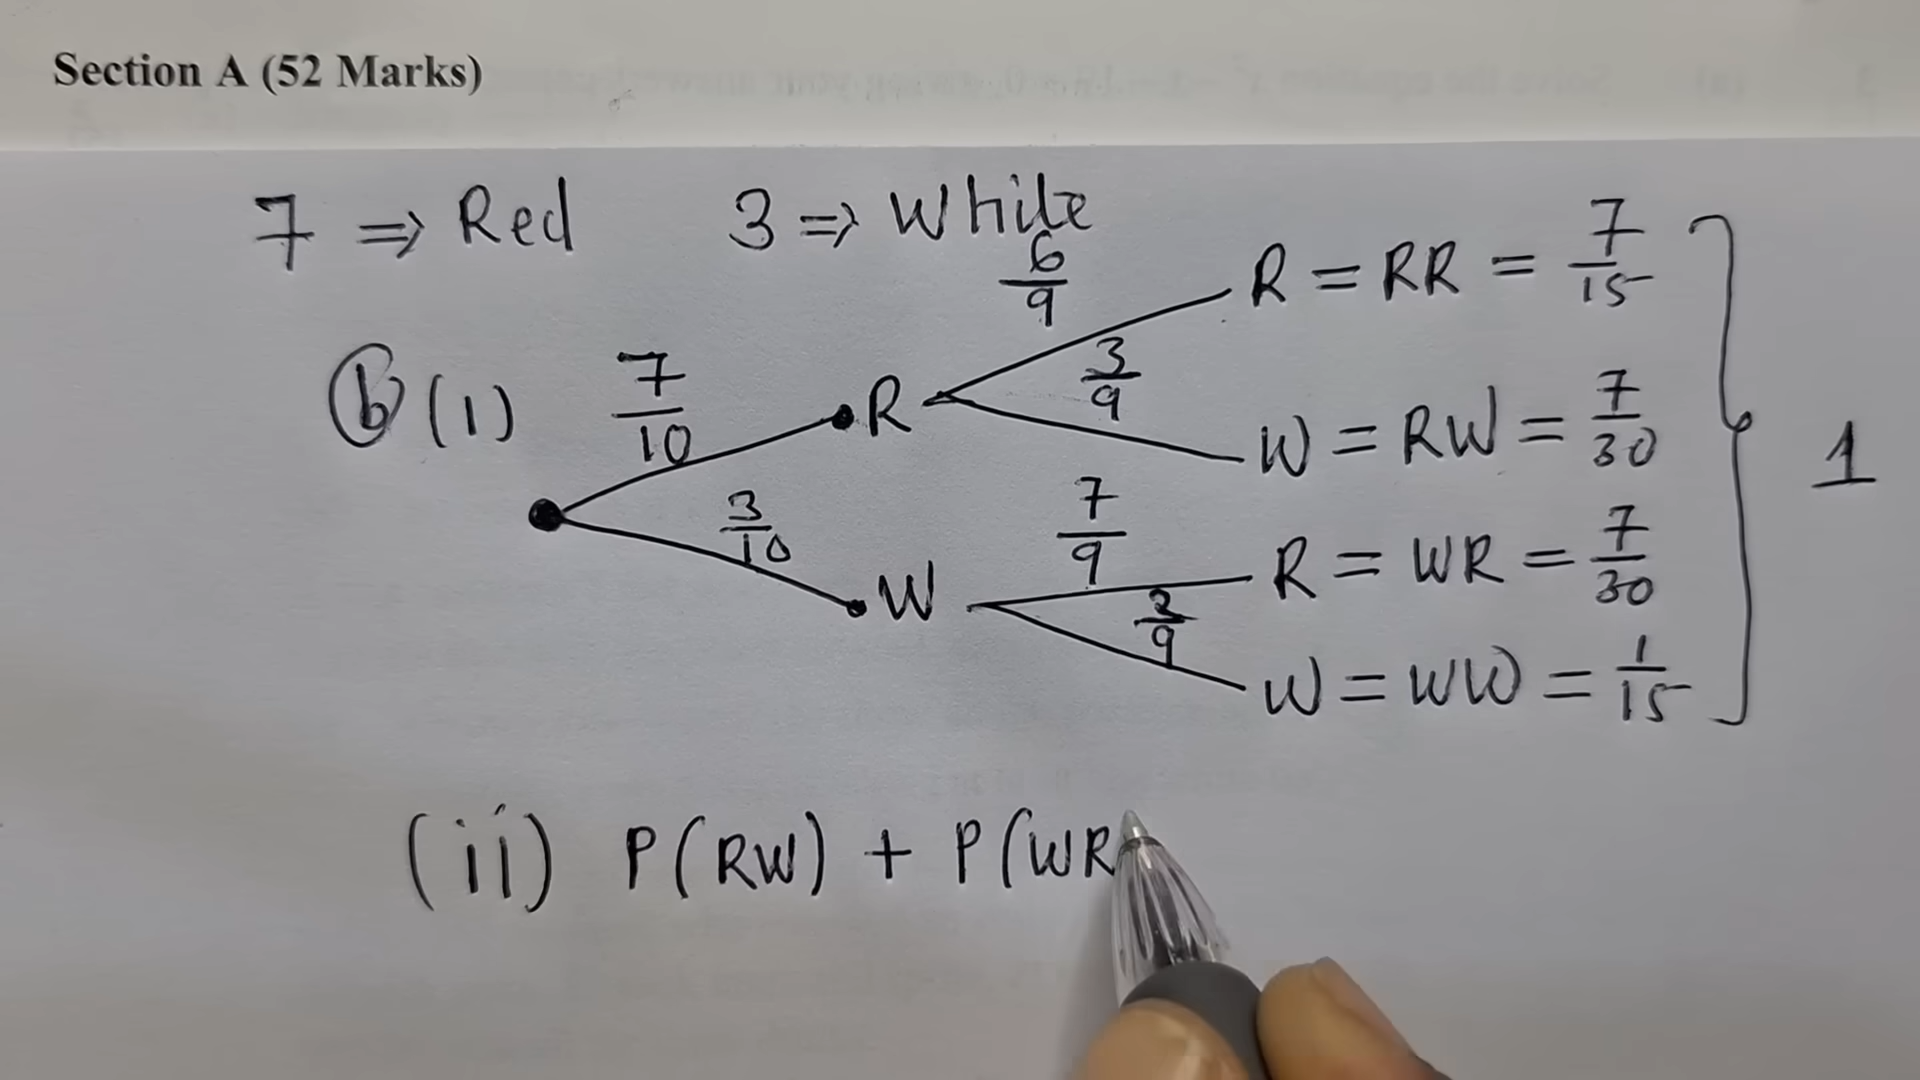 Section A (52 Marks)
7 ⇒ Red 3 ⇒ White
6/9 R = RR = 7/15
(b) (1) 7/10 R 3/9 W = RW = 7/30 1
3/10 W 7/9 R = WR = 7/30
2/9 W = WW = 1/15
(ii) P(RW) + P(WR